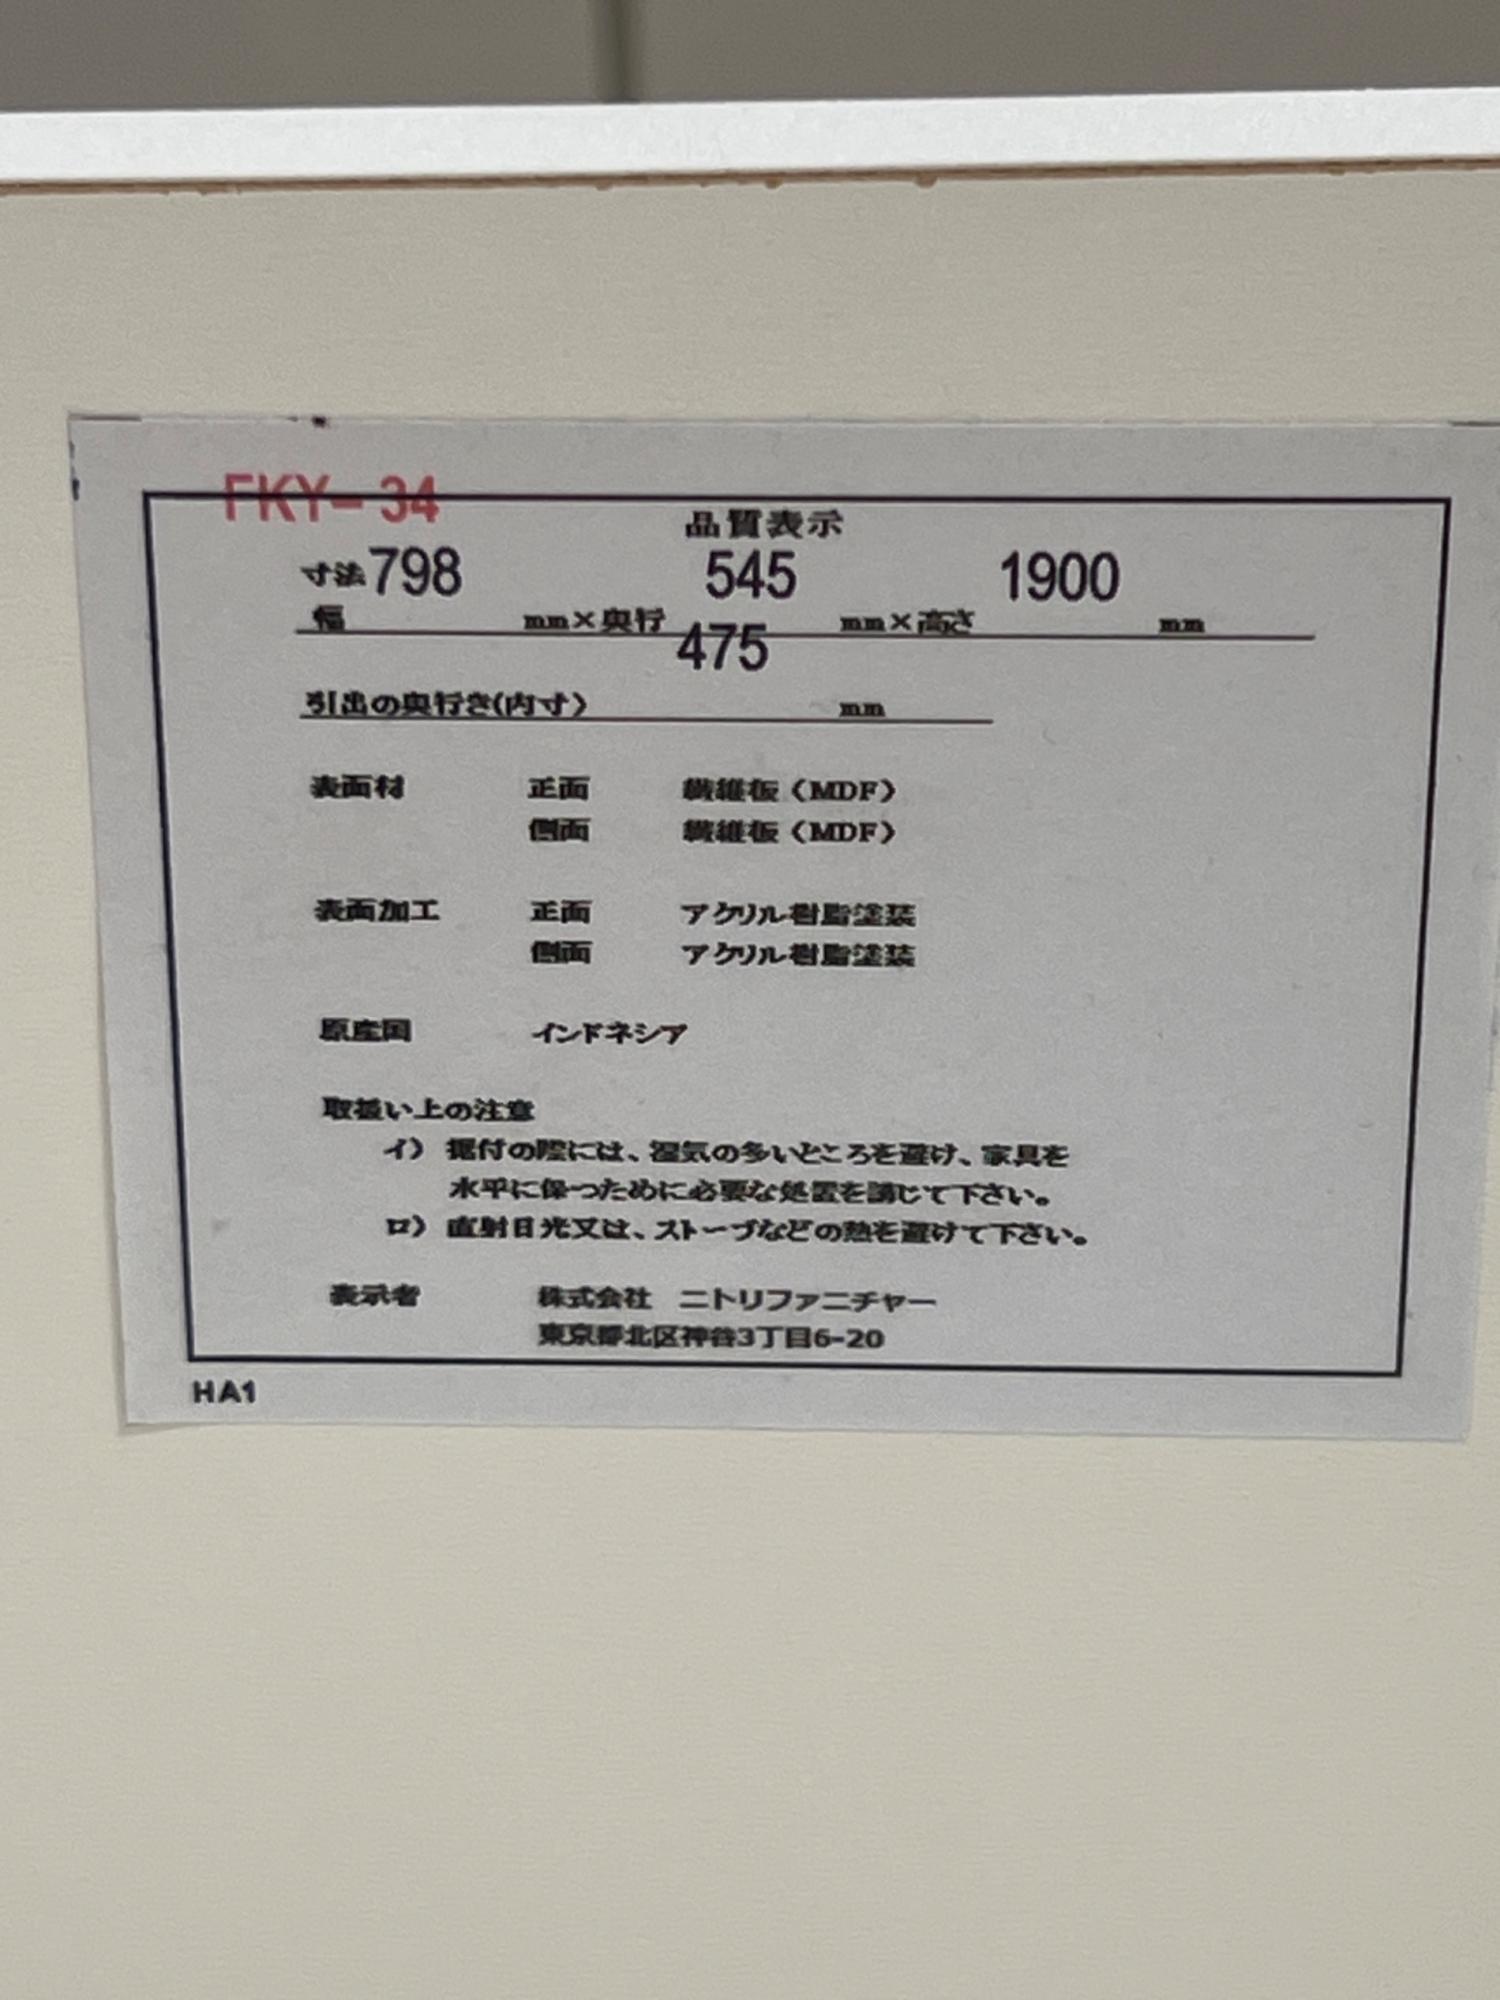 FKY-34
品質表示
寸法 798 545 1900
幅 mm×奥行 mm×高さ mm
475
引出の奥行き(内寸) mm
表面材 正面 繊維板(MDF)
側面 繊維板(MDF)
表面加工 正面 アクリル樹脂塗装
側面 アクリル樹脂塗装
原産国 インドネシア
取扱い上の注意
イ) 据付の際には、湿気の多いところを避け、家具を
水平に保つために必要な処置を講じて下さい。
ロ) 直射日光又は、ストーブなどの熱を避けて下さい。
表示者 株式会社 ニトリファニチャー
東京都北区神谷3丁目6-20
HA1